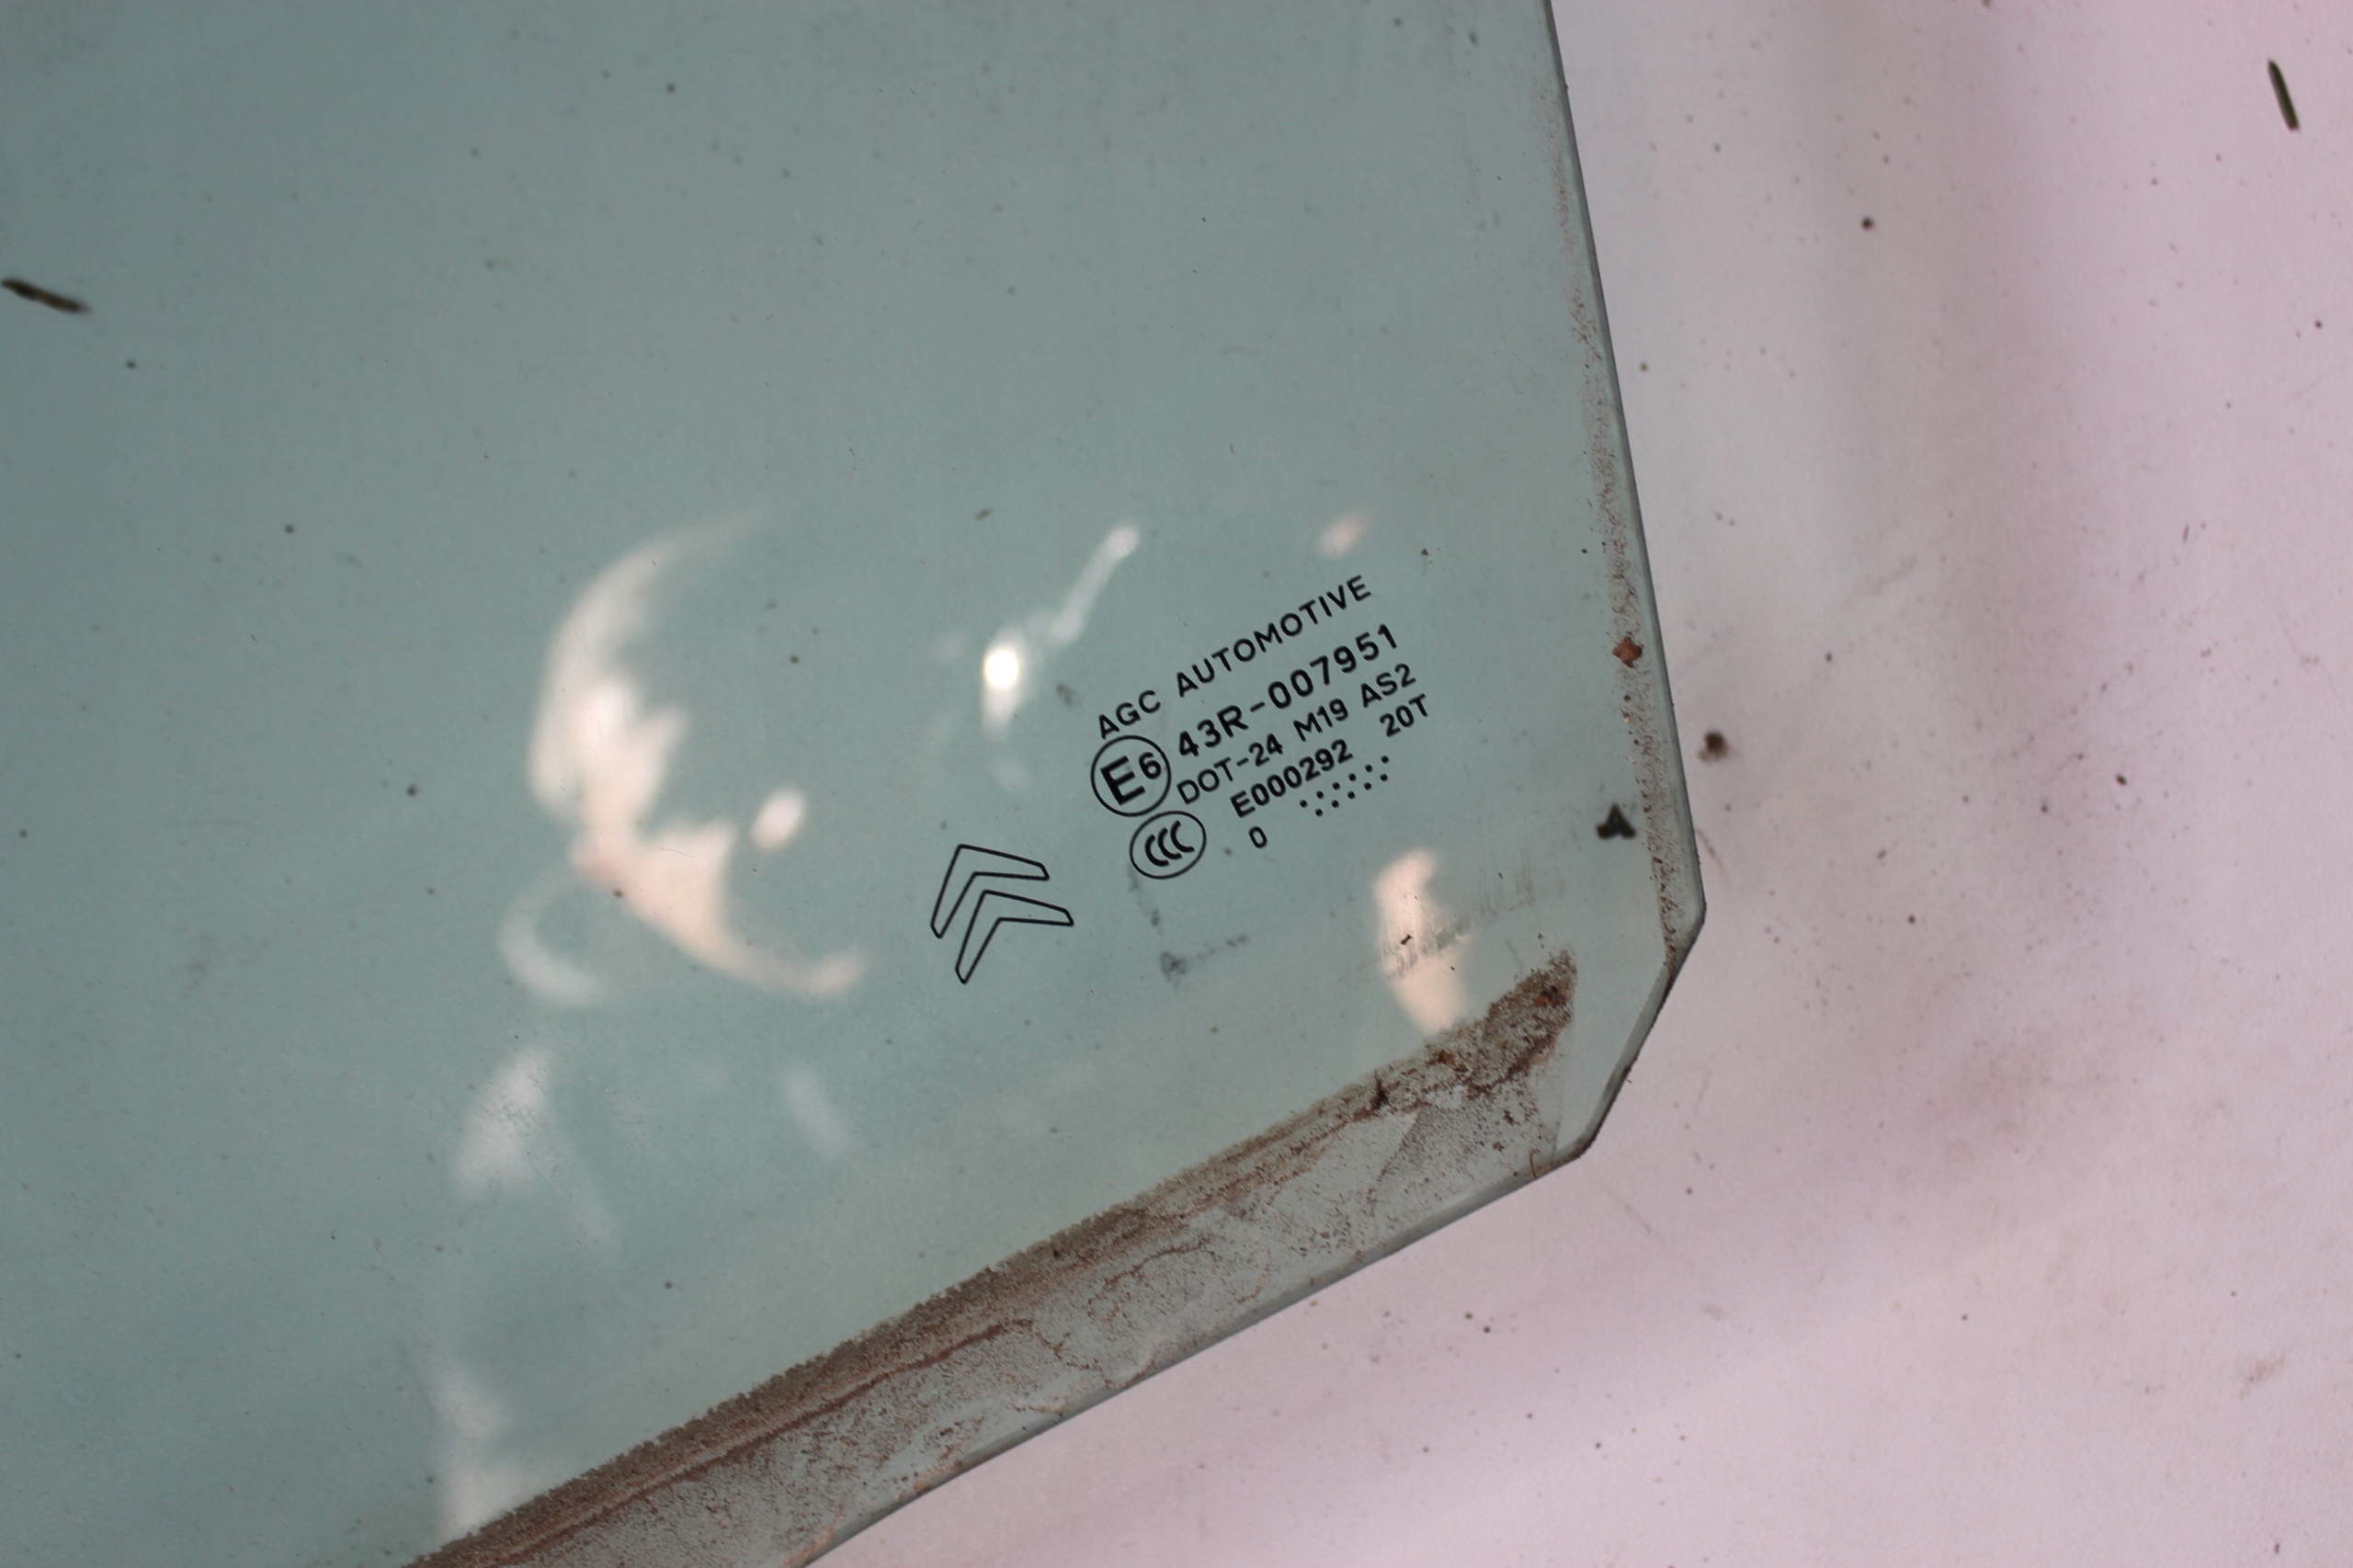 AGC AUTOMOTIVE
E6 43R-007951
DOT-24 M19 AS2
CCC E000292 20T
0